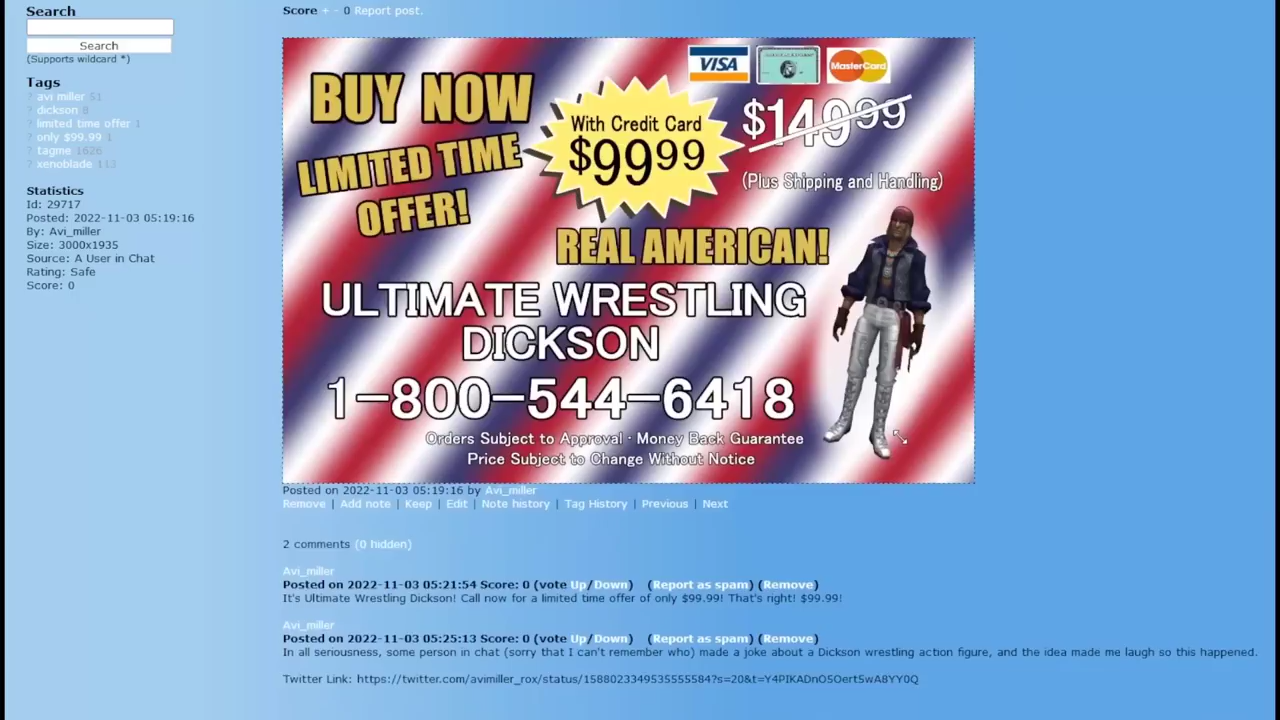 Search
Search
(Supports wildcard *)
Tags
? avi miller 51
? dickson 8
? limited time offer 1
? only $99.99 1
? tagme 1626
? xenoblade 113
Statistics
Id: 29717
Posted: 2022-11-03 05:19:16
By: Avi_miller
Size: 3000x1935
Source: A User in Chat
Rating: Safe
Score: 0
Score + - 0 Report post.
VISA
MasterCard
BUY NOW
LIMITED TIME
OFFER!
With Credit Card
$99 99
$149 99
(Plus Shipping and Handling)
REAL AMERICAN!
ULTIMATE WRESTLING
DICKSON
1-800-544-6418
Orders Subject to Approval · Money Back Guarantee
Price Subject to Change Without Notice
Posted on 2022-11-03 05:19:16 by Avi_miller
Remove | Add note | Keep | Edit | Note history | Tag History | Previous | Next
2 comments (0 hidden)
Avi_miller
Posted on 2022-11-03 05:21:54 Score: 0 (vote Up/Down) (Report as spam) (Remove)
It's Ultimate Wrestling Dickson! Call now for a limited time offer of only $99.99! That's right! $99.99!
Avi_miller
Posted on 2022-11-03 05:25:13 Score: 0 (vote Up/Down) (Report as spam) (Remove)
In all seriousness, some person in chat (sorry that I can't remember who) made a joke about a Dickson wrestling action figure, and the idea made me laugh so this happened.
Twitter Link: https://twitter.com/avimiller_rox/status/1588023349535555584?s=20&t=Y4PIKADnO5Oert5wA8YY0Q